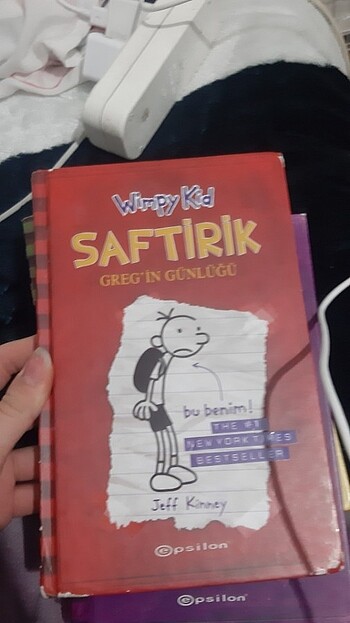 Wimpy Kid
SAFTİRİK
GREG'İN GÜNLÜĞÜ
bu benim!
THE #1
NEW YORK TIMES
BESTSELLER
Jeff Kinney
epsilon
epsilon